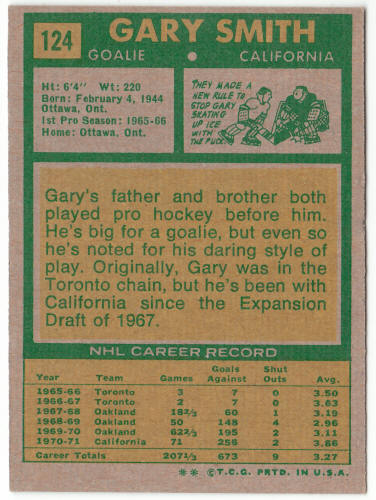 124 GARY SMITH
GOALIE • CALIFORNIA
Ht: 6'4" Wt: 220
Born: February 4, 1944
Ottawa, Ont.
1st Pro Season: 1965-66
Home: Ottawa, Ont.
THEY MADE A
NEW RULE TO
STOP GARY
SKATING
UP ICE
WITH THE
PUCK
Gary's father and brother both
played pro hockey before him.
He's big for a goalie, but even so
he's noted for his daring style of
play. Originally, Gary was in the
Toronto chain, but he's been with
California since the Expansion
Draft of 1967.
NHL CAREER RECORD
Year Team Games Goals Against Shut Outs Avg.
1965-66 Toronto 3 7 0 3.50
1966-67 Toronto 2 7 0 3.63
1967-68 Oakland 18 2/3 60 1 3.19
1968-69 Oakland 50 148 4 2.96
1969-70 Oakland 62 2/3 195 2 3.11
1970-71 California 71 256 2 3.86
Career Totals 207 1/3 673 9 3.27
** © T.C.G. PRTD. IN U.S.A.